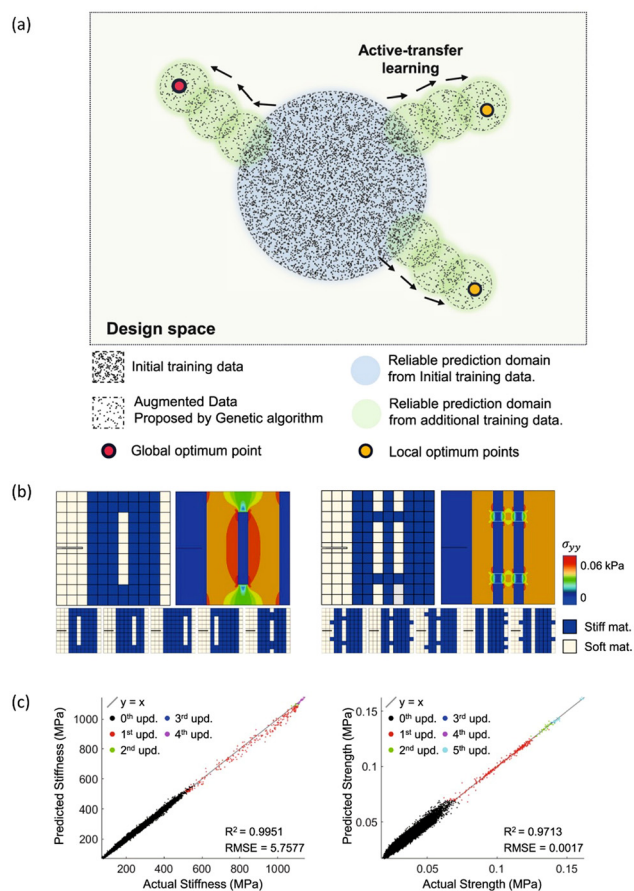 (a)
Active-transfer
learning
Design space
Initial training data
Reliable prediction domain
from Initial training data.
Augmented Data
Proposed by Genetic algorithm
Reliable prediction domain
from additional training data.
Global optimum point
Local optimum points
(b)
σyy
0.06 kPa
0
Stiff mat.
Soft mat.
(c)
y = x
0th upd.
3rd upd.
1st upd.
4th upd.
2nd upd.
1000
800
600
400
200
Predicted Stiffness (MPa)
R² = 0.9951
RMSE = 5.7577
200 400 600 800 1000
Actual Stiffness (MPa)
y = x
0th upd.
3rd upd.
1st upd.
4th upd.
2nd upd.
5th upd.
0.15
0.1
0.05
Predicted Strength (MPa)
R² = 0.9713
RMSE = 0.0017
0.05 0.1 0.15
Actual Strength (MPa)